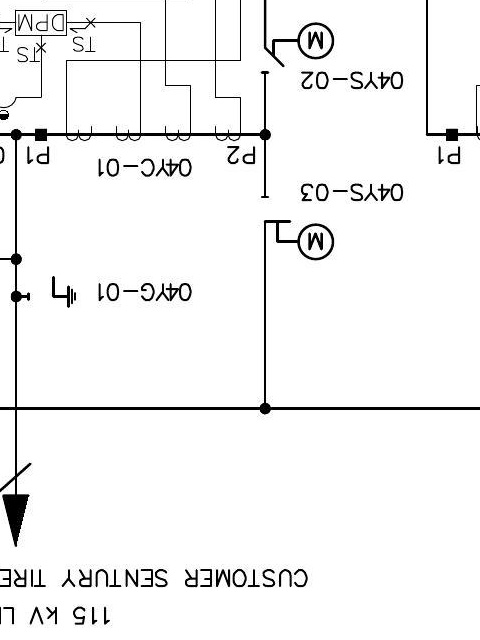 115 kV LI
CUSTOMER SENTURY TIRE
04YG-01
M
04YS-03
P1
P2
04YC-01
P1
04YS-02
M
TS
TS
DPM